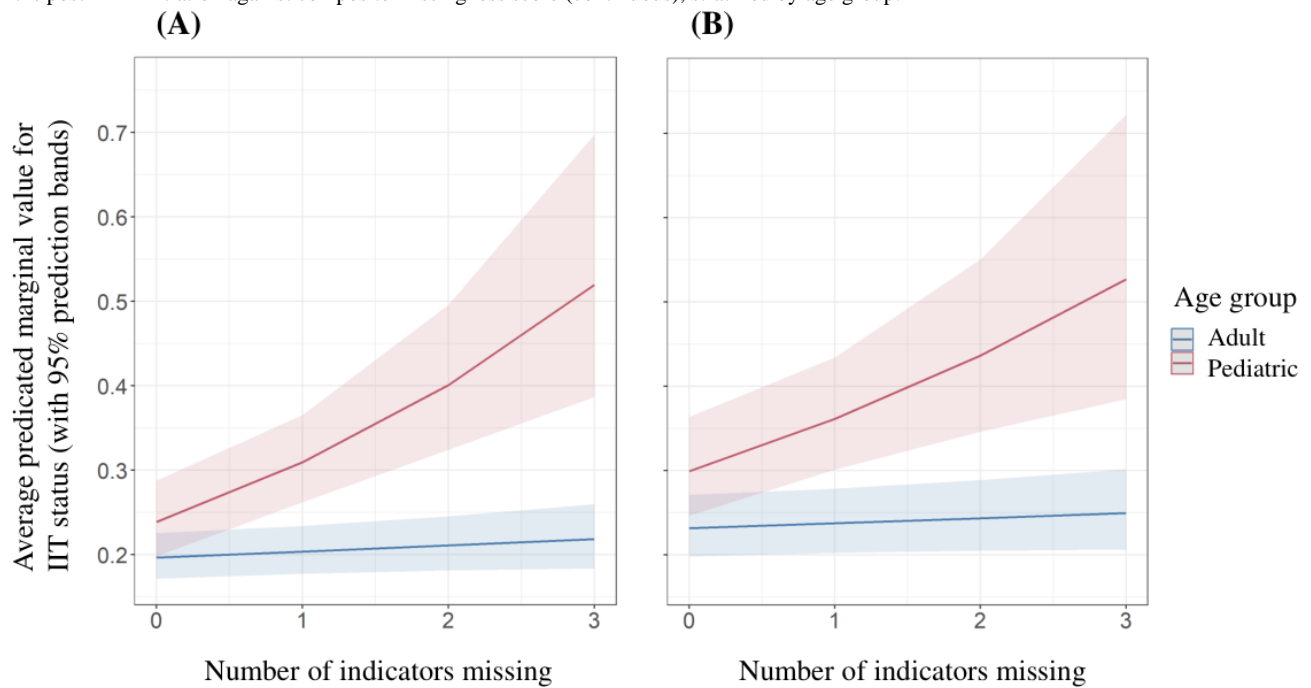 (A)
(B)
Average predicated marginal value for
IIT status (with 95% prediction bands)
0.7
0.6
0.5
0.4
0.3
0.2
0 1 2 3
0 1 2 3
Number of indicators missing
Number of indicators missing
Age group
Adult
Pediatric